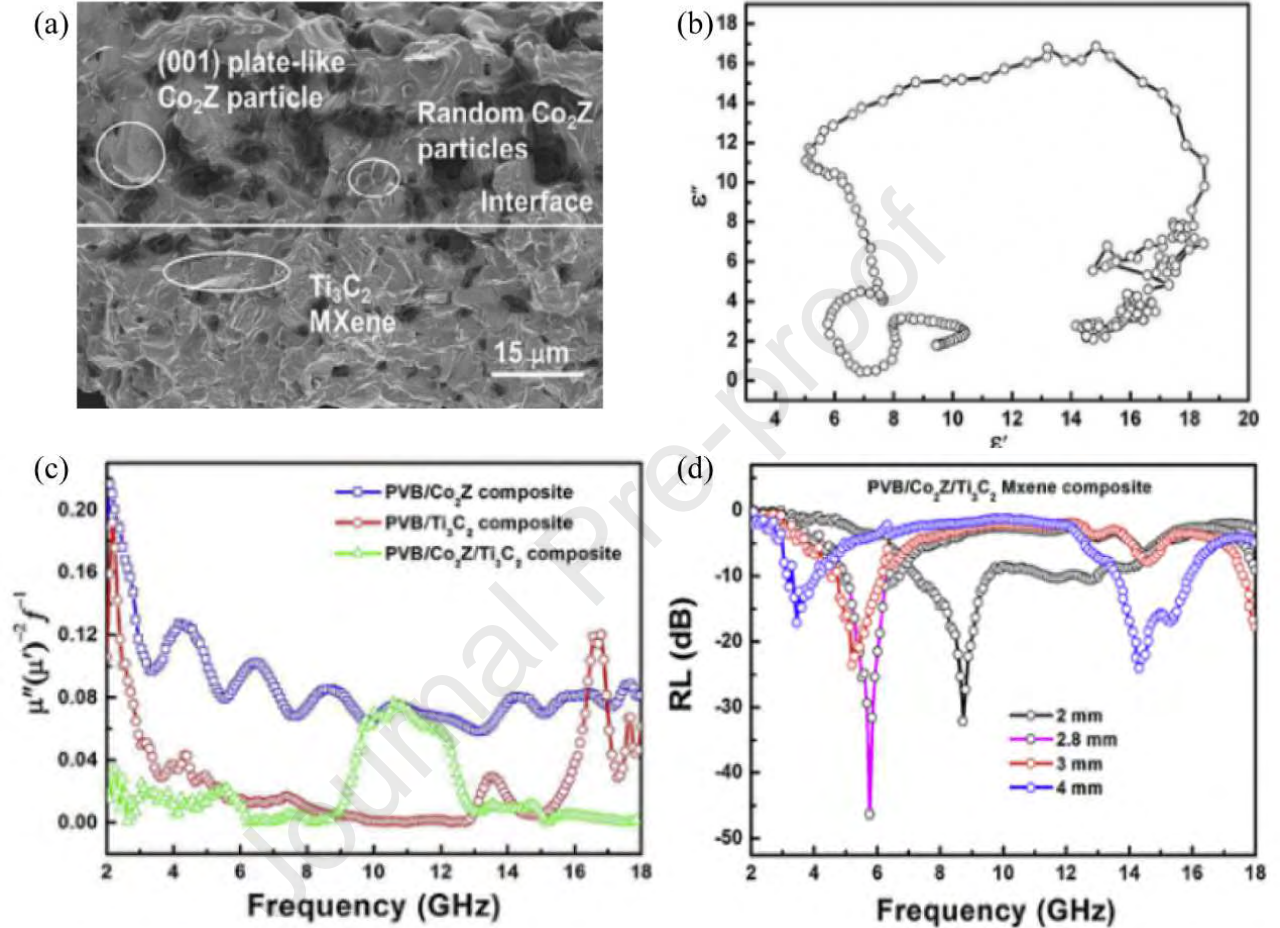 (a)
(001) plate-like
Co₂Z particle
Random Co₂Z
particles
Interface
Ti₃C₂
MXene
15 μm
(b)
18
16
14
12
10
8
6
4
2
0
ε″
4 6 8 10 12 14 16 18 20
ε′
(c)
0.20
0.16
0.12
0.08
0.04
0.00
μ″(μ′)⁻² f⁻¹
PVB/Co₂Z composite
PVB/Ti₃C₂ composite
PVB/Co₂Z/Ti₃C₂ composite
2 4 6 8 10 12 14 16 18
Frequency (GHz)
(d)
PVB/Co₂Z/Ti₃C₂ Mxene composite
0
-10
-20
-30
-40
-50
RL (dB)
2 mm
2.8 mm
3 mm
4 mm
2 4 6 8 10 12 14 16 18
Frequency (GHz)
Journal Pre-proof